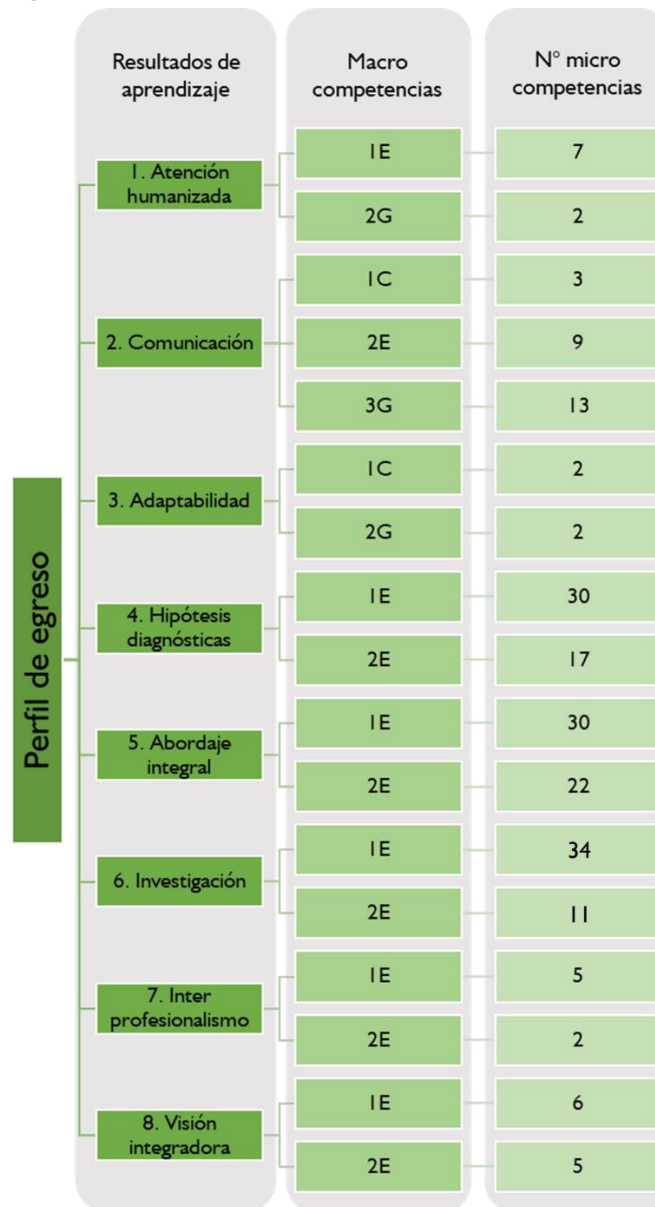 Resultados de
aprendizaje
Macro
competencias
N° micro
competencias
Perfil de egreso
1. Atención
humanizada
1E
7
2G
2
2. Comunicación
1C
3
2E
9
3G
13
3. Adaptabilidad
1C
2
2G
2
4. Hipótesis
diagnósticas
1E
30
2E
17
5. Abordaje
integral
1E
30
2E
22
6. Investigación
1E
34
2E
11
7. Inter
profesionalismo
1E
5
2E
2
8. Visión
integradora
1E
6
2E
5